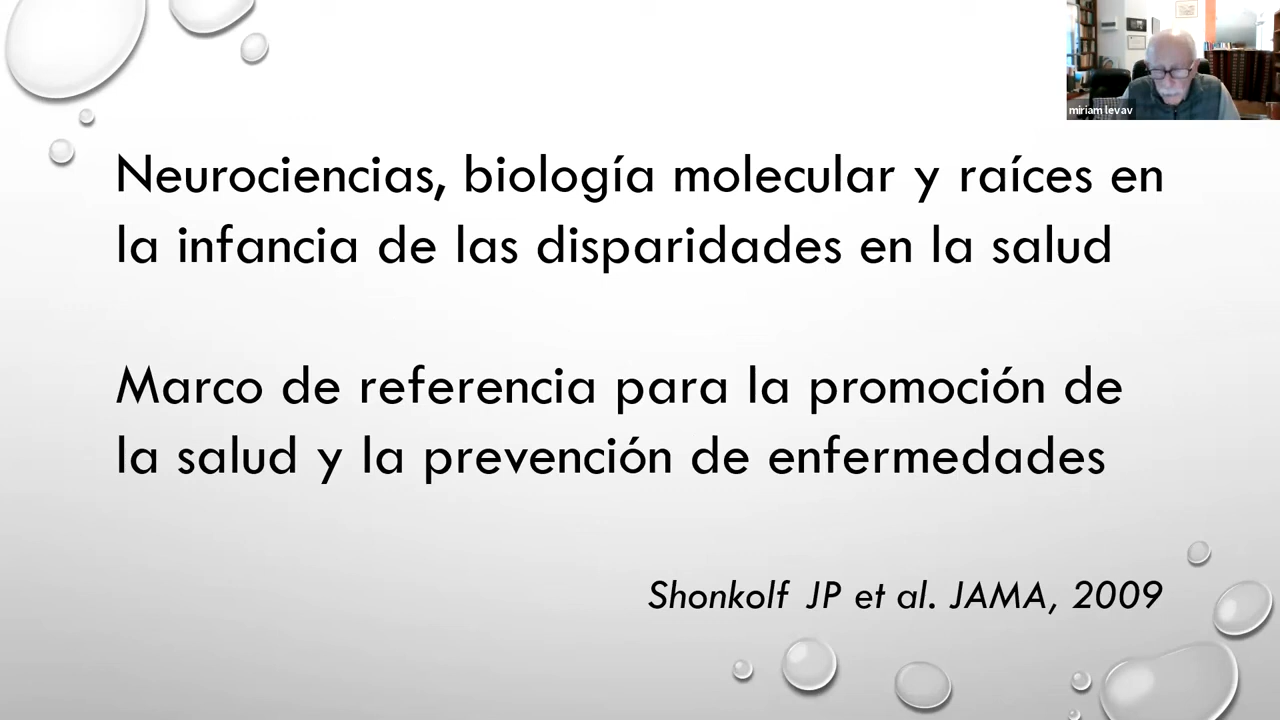 miriam levav
Neurociencias, biología molecular y raíces en
la infancia de las disparidades en la salud
Marco de referencia para la promoción de
la salud y la prevención de enfermedades
Shonkolf JP et al. JAMA, 2009